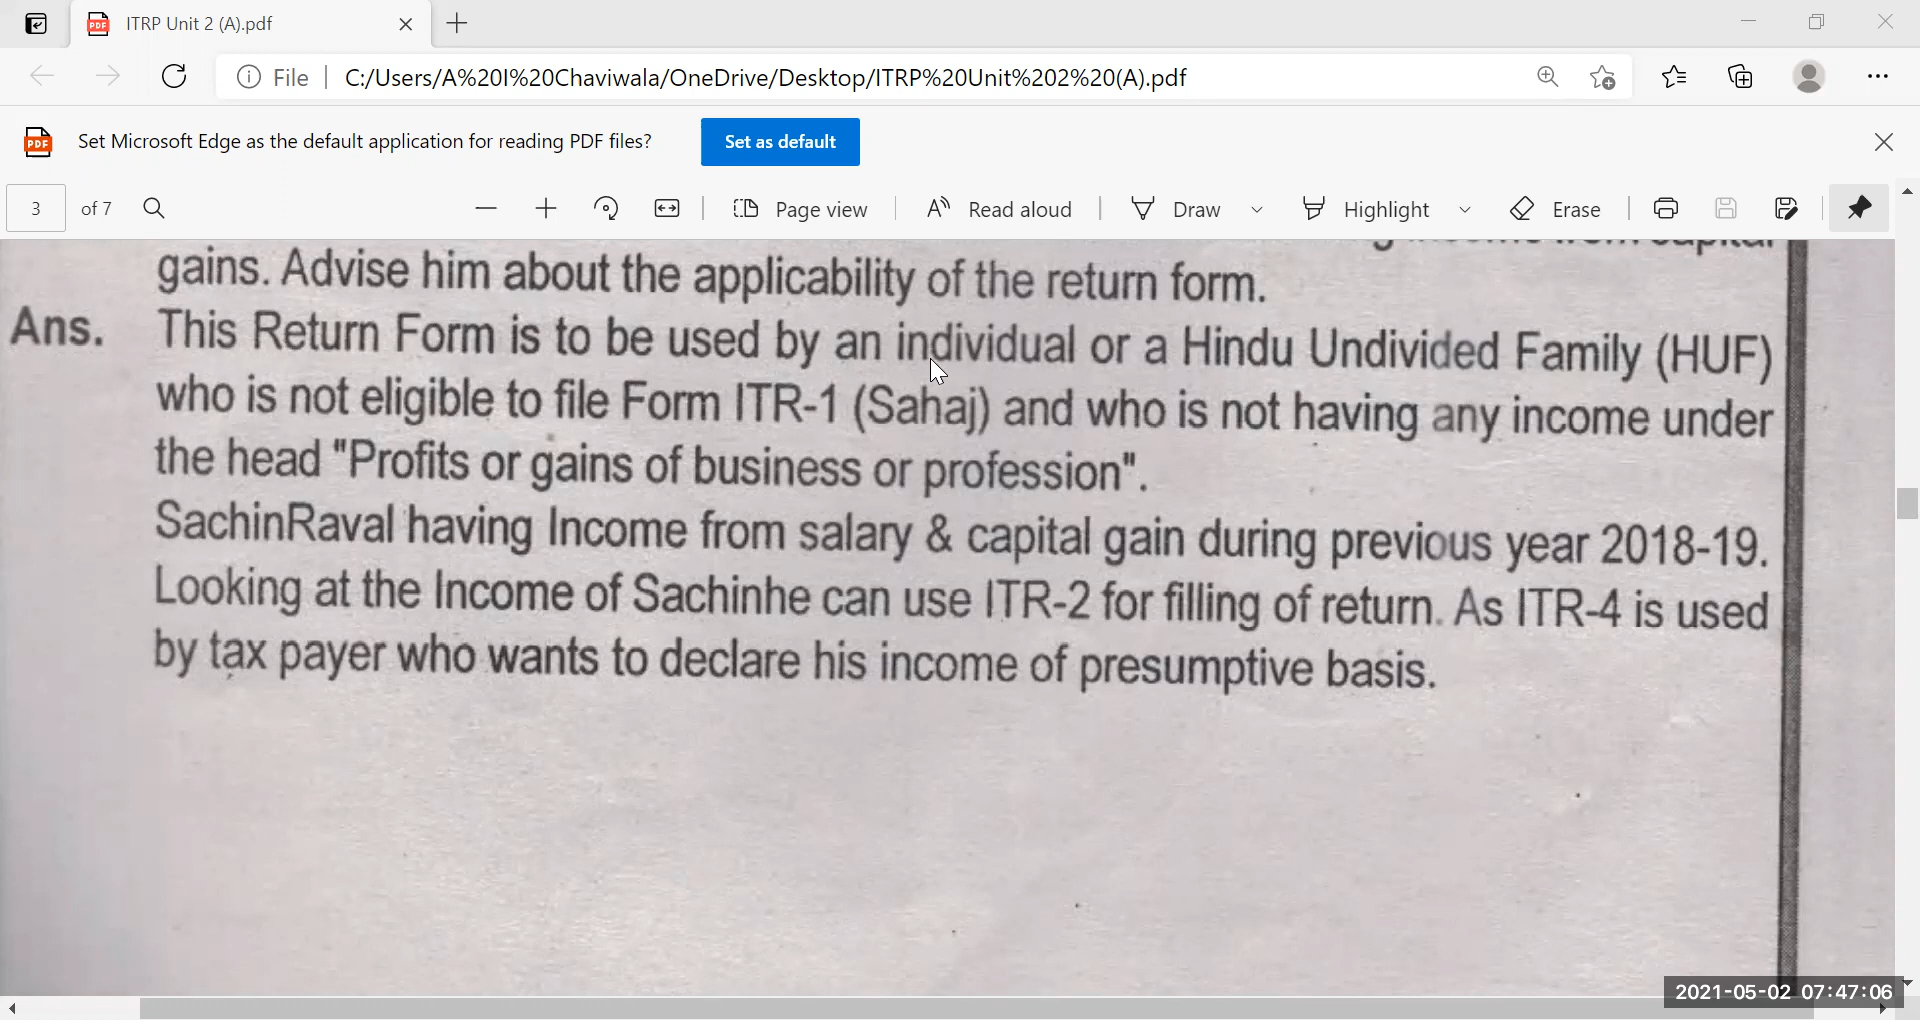 ITRP Unit 2 (A).pdf
File
C:/Users/A%20I%20Chaviwala/OneDrive/Desktop/ITRP%20Unit%202%20(A).pdf
PDF
Set Microsoft Edge as the default application for reading PDF files?
Set as default
3 of 7
Page view
Read aloud
Draw
Highlight
Erase
gains. Advise him about the applicability of the return form.
Ans. This Return Form is to be used by an individual or a Hindu Undivided Family (HUF)
who is not eligible to file Form ITR-1 (Sahaj) and who is not having any income under
the head "Profits or gains of business or profession".
SachinRaval having Income from salary & capital gain during previous year 2018-19.
Looking at the Income of Sachinhe can use ITR-2 for filling of return. As ITR-4 is used
by tax payer who wants to declare his income of presumptive basis.
2021-05-02 07:47:06